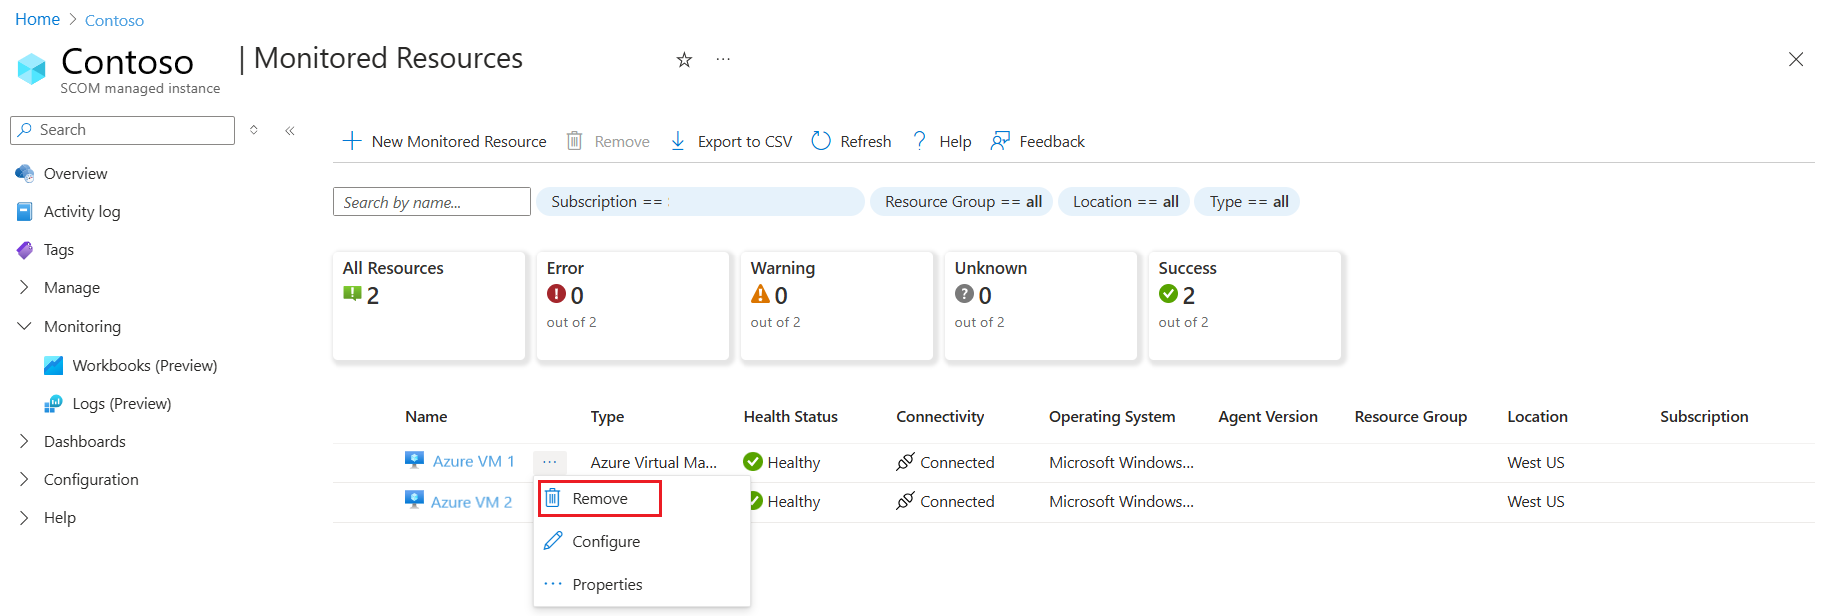 Home > Contoso
Contoso | Monitored Resources ...
SCOM managed instance
Search
Overview
Activity log
Tags
Manage
Monitoring
Workbooks (Preview)
Logs (Preview)
Dashboards
Configuration
Help
New Monitored Resource Remove Export to CSV Refresh ? Help Feedback
Search by name... Subscription == Resource Group == all Location == all Type == all
All Resources
2
Error
0
out of 2
Warning
0
out of 2
Unknown
0
out of 2
Success
2
out of 2
Name Type Health Status Connectivity Operating System Agent Version Resource Group Location Subscription
Azure VM 1 ... Azure Virtual Ma... Healthy Connected Microsoft Windows... West US
Azure VM 2 Healthy Connected Microsoft Windows... West US
Remove
Configure
... Properties